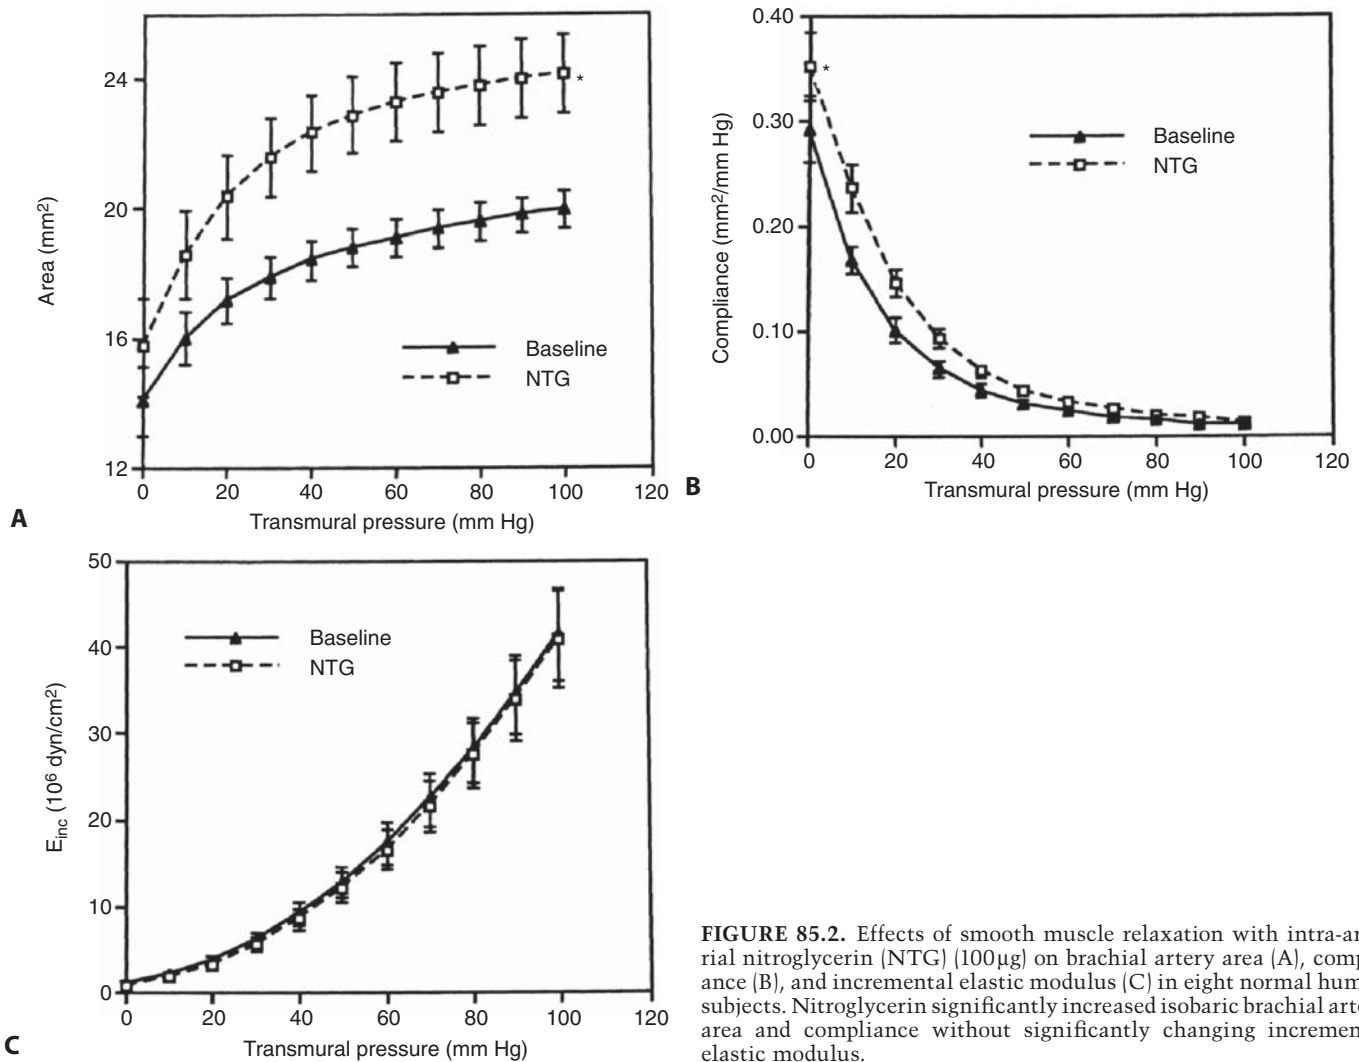 24
20
16
12
Area (mm²)
*
Baseline
NTG
0 20 40 60 80 100 120
Transmural pressure (mm Hg)
A
0.40
0.30
0.20
0.10
0.00
Compliance (mm²/mm Hg)
*
Baseline
NTG
0 20 40 60 80 100 120
Transmural pressure (mm Hg)
B
50
40
30
20
10
0
E_inc (10⁶ dyn/cm²)
Baseline
NTG
0 20 40 60 80 100 120
Transmural pressure (mm Hg)
C
FIGURE 85.2. Effects of smooth muscle relaxation with intra-ar
rial nitroglycerin (NTG) (100µg) on brachial artery area (A), comp
ance (B), and incremental elastic modulus (C) in eight normal hum
subjects. Nitroglycerin significantly increased isobaric brachial arte
area and compliance without significantly changing incremen
elastic modulus.